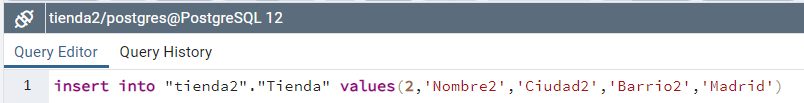 tienda2/postgres@PostgreSQL 12
Query Editor Query History
1 insert into "tienda2"."Tienda" values(2,'Nombre2','Ciudad2','Barrio2','Madrid')